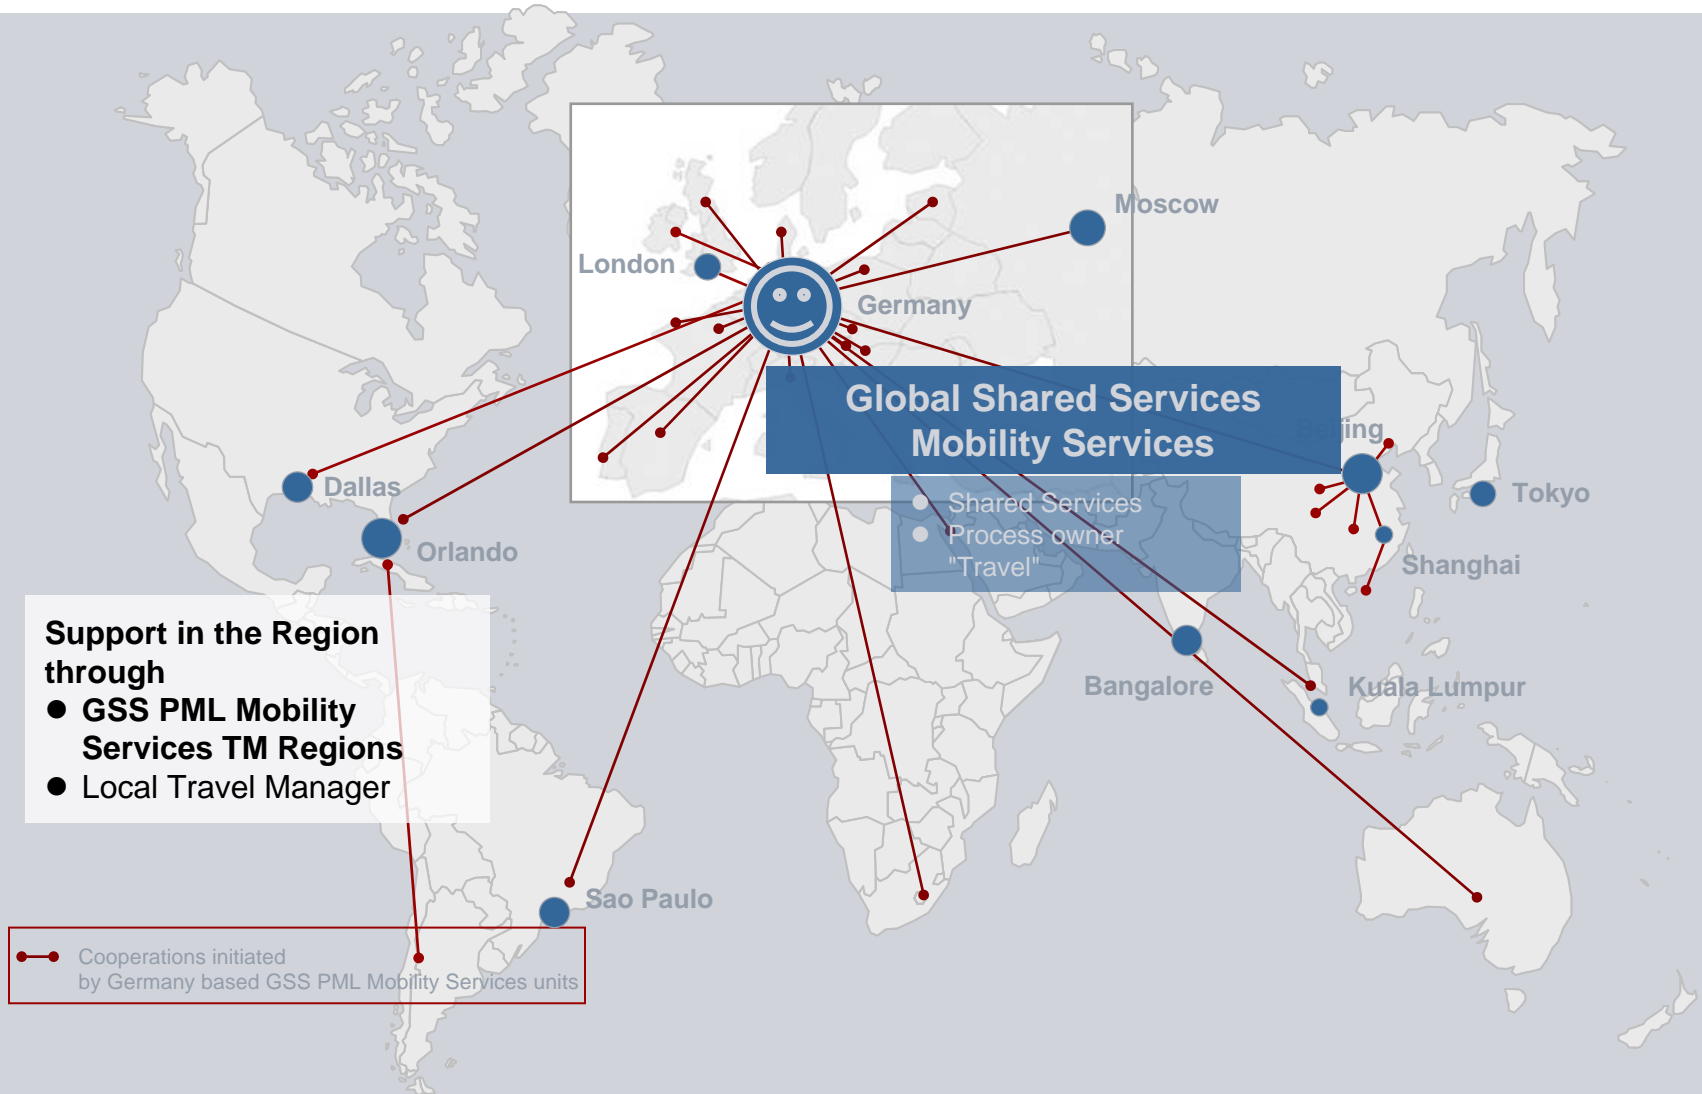 Moscow
London
Germany
Global Shared Services
Mobility Services
Beijing
Shared Services
Process owner
"Travel"
Dallas
Tokyo
Orlando
Shanghai
Support in the Region
through
GSS PML Mobility
Services TM Regions
Local Travel Manager
Bangalore
Kuala Lumpur
Sao Paulo
Cooperations initiated
by Germany based GSS PML Mobility Services units